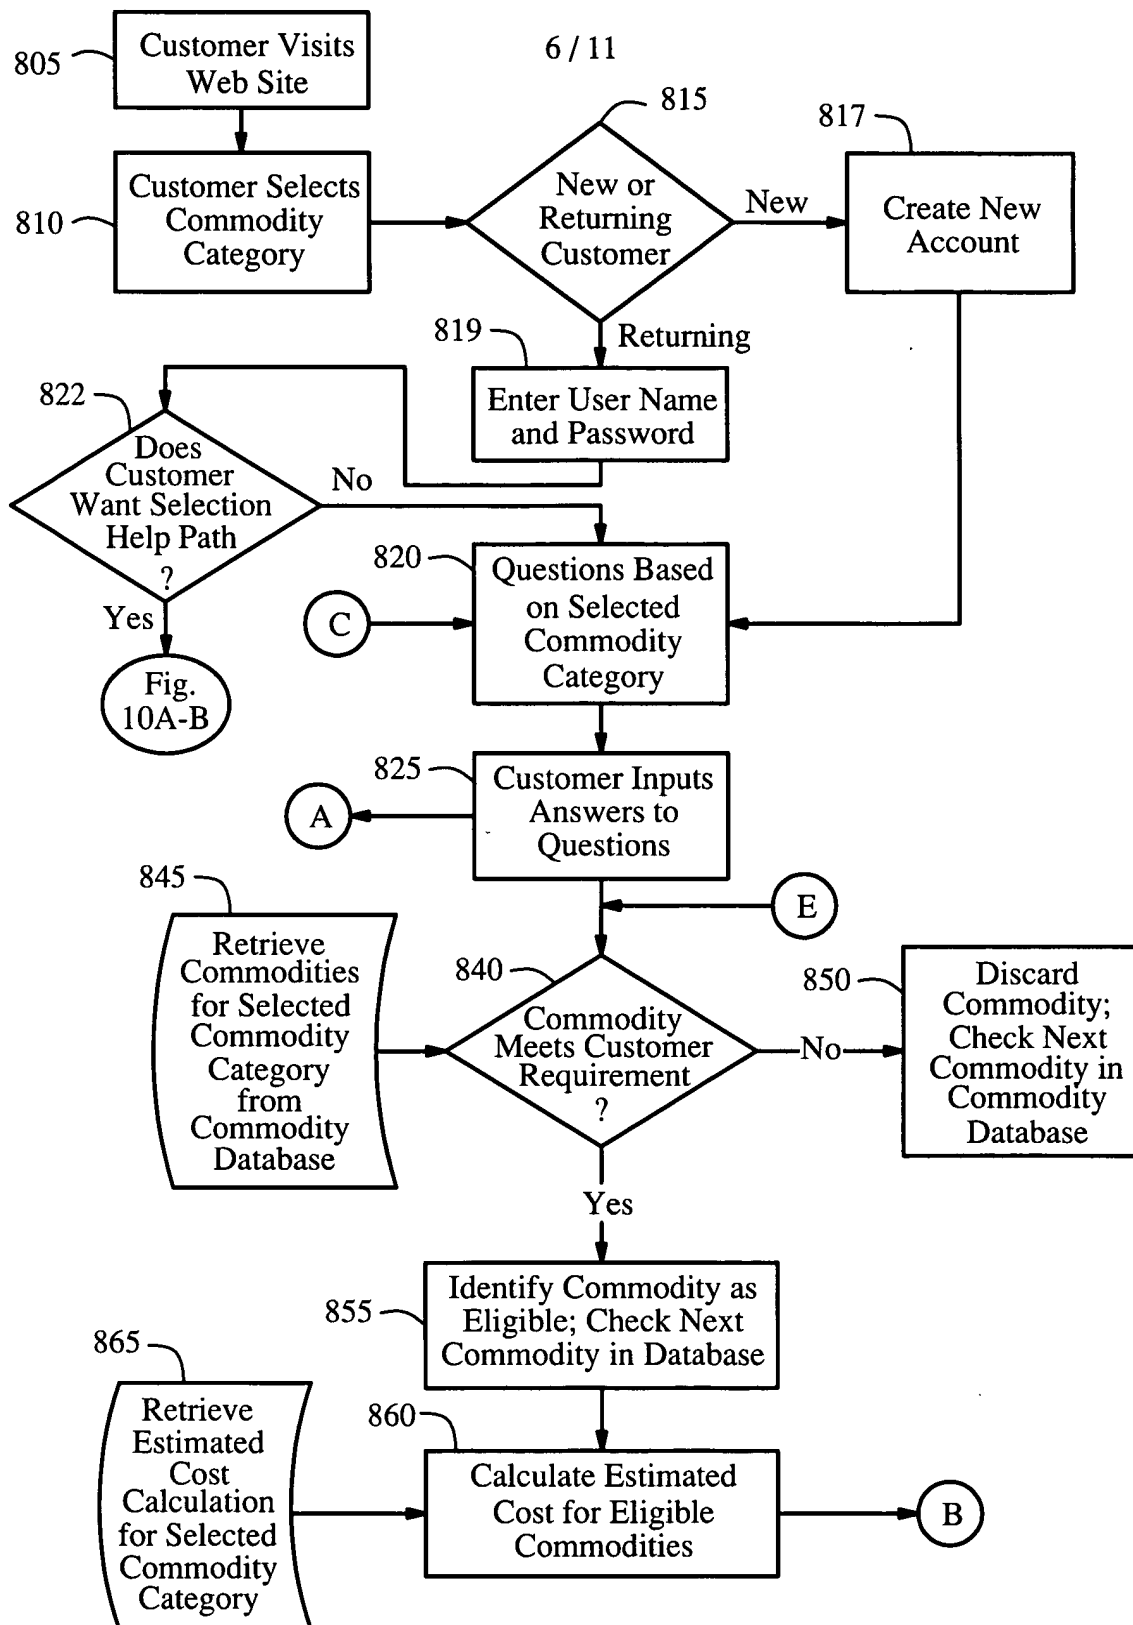 6 / 11
805
Customer Visits
Web Site
810
Customer Selects
Commodity
Category
815
New or
Returning
Customer
New
817
Create New
Account
Returning
819
Enter User Name
and Password
822
Does
Customer
Want Selection
Help Path
?
No
Yes
Fig.
10A-B
820
Questions Based
on Selected
Commodity
Category
C
825
Customer Inputs
Answers to
Questions
A
E
845
Retrieve
Commodities
for Selected
Commodity
Category
from
Commodity
Database
840
Commodity
Meets Customer
Requirement
?
No
850
Discard
Commodity;
Check Next
Commodity in
Commodity
Database
Yes
855
Identify Commodity as
Eligible; Check Next
Commodity in Database
865
Retrieve
Estimated
Cost
Calculation
for Selected
Commodity
Category
860
Calculate Estimated
Cost for Eligible
Commodities
B